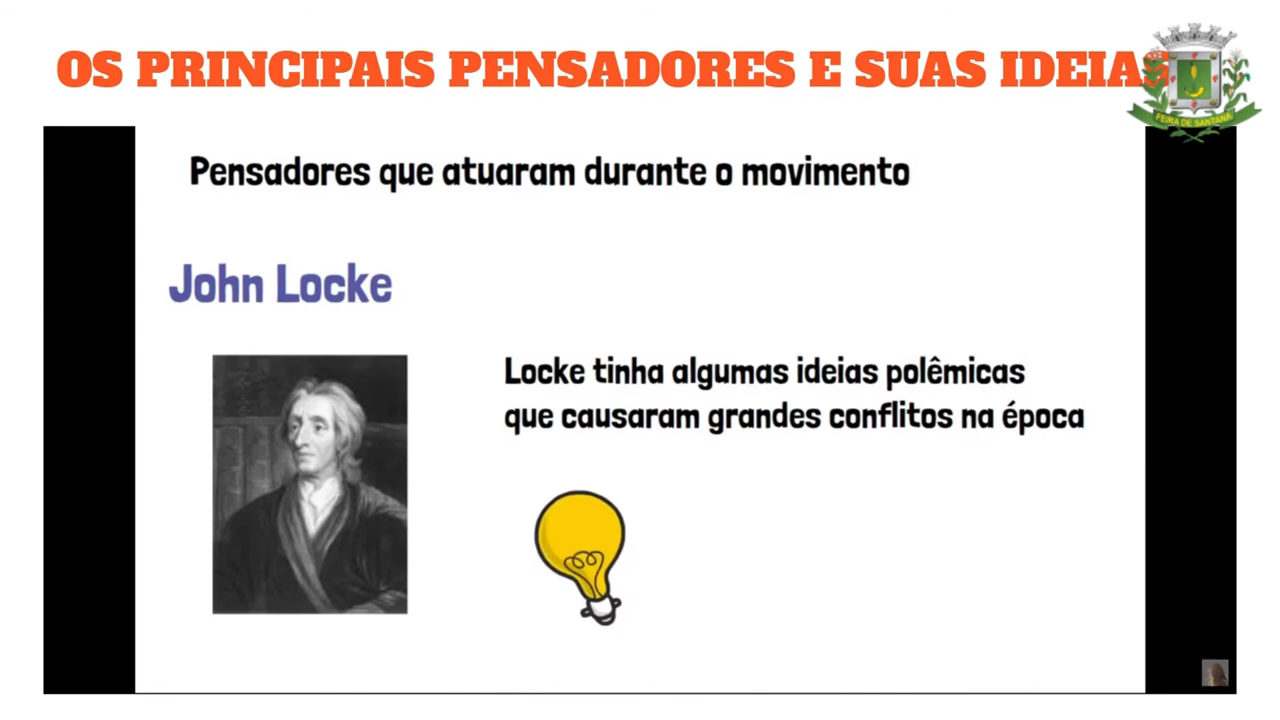 OS PRINCIPAIS PENSADORES E SUAS IDEIAS
FEIRA DE SANTANA
Pensadores que atuaram durante o movimento
John Locke
Locke tinha algumas ideias polêmicas
que causaram grandes conflitos na época